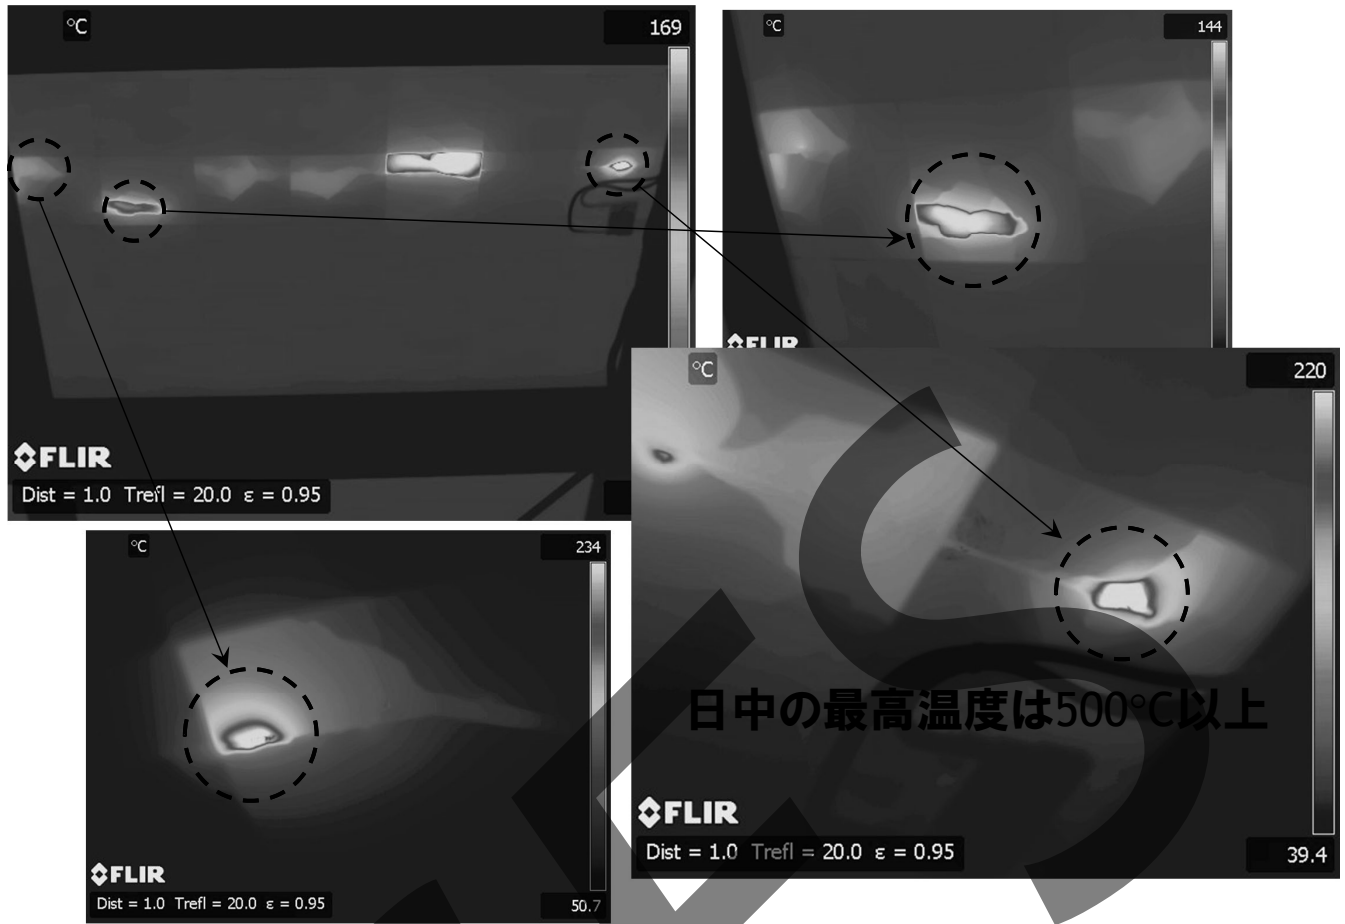 ℃
169
FLIR
Dist = 1.0 Trefl = 20.0 ε = 0.95
℃
144
FLIR
℃
220
日中の最高温度は500℃以上
FLIR
Dist = 1.0 Trefl = 20.0 ε = 0.95
39.4
℃
234
FLIR
Dist = 1.0 Trefl = 20.0 ε = 0.95
50.7